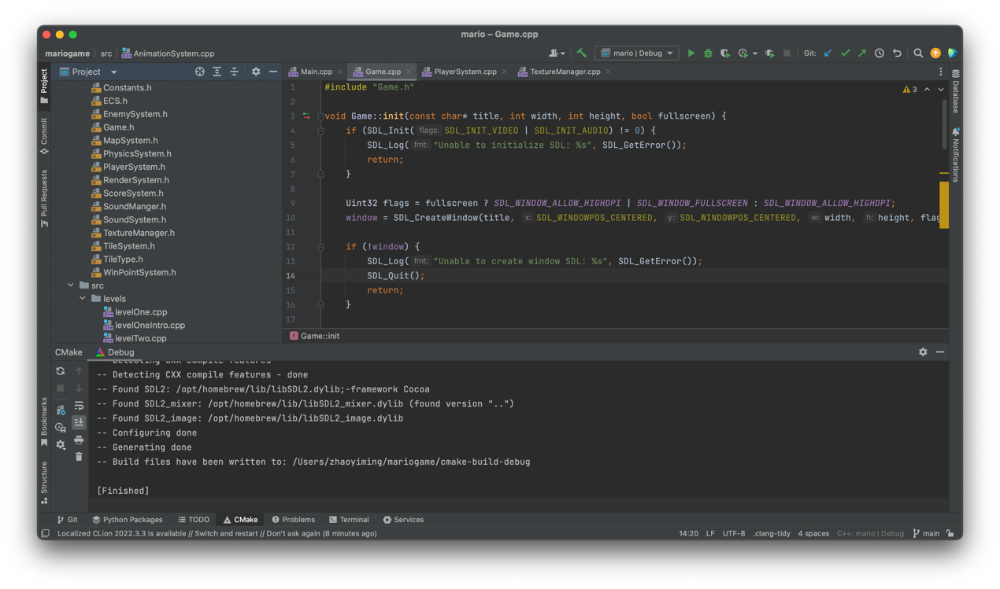 mario – Game.cpp
mariogame src AnimationSystem.cpp
mario | Debug
Git:
Project
Main.cpp Game.cpp PlayerSystem.cpp TextureManager.cpp
Project
Commit
Pull Requests
Bookmarks
Structure
Database
Notifications
Constants.h
ECS.h
EnemySystem.h
Game.h
MapSystem.h
PhysicsSystem.h
PlayerSystem.h
RenderSystem.h
ScoreSystem.h
SoundManger.h
SoundSystem.h
TextureManager.h
TileSystem.h
TileType.h
WinPointSystem.h
src
levels
levelOne.cpp
levelOneIntro.cpp
levelTwo.cpp
3
1 #include "Game.h"
2
3 void Game::init(const char* title, int width, int height, bool fullscreen) {
4 if (SDL_Init( flags: SDL_INIT_VIDEO | SDL_INIT_AUDIO) != 0) {
5 SDL_Log( fmt: "Unable to initialize SDL: %s", SDL_GetError());
6 return;
7 }
8
9 Uint32 flags = fullscreen ? SDL_WINDOW_ALLOW_HIGHDPI | SDL_WINDOW_FULLSCREEN : SDL_WINDOW_ALLOW_HIGHDPI;
10 window = SDL_CreateWindow(title, x: SDL_WINDOWPOS_CENTERED, y: SDL_WINDOWPOS_CENTERED, w: width, h: height, flag
11
12 if (!window) {
13 SDL_Log( fmt: "Unable to create window SDL: %s", SDL_GetError());
14 SDL_Quit();
15 return;
16 }
17
f Game::init
CMake Debug
-- Detecting CXX compile features
-- Detecting CXX compile features - done
-- Found SDL2: /opt/homebrew/lib/libSDL2.dylib;-framework Cocoa
-- Found SDL2_mixer: /opt/homebrew/lib/libSDL2_mixer.dylib (found version "..")
-- Found SDL2_image: /opt/homebrew/lib/libSDL2_image.dylib
-- Configuring done
-- Generating done
-- Build files have been written to: /Users/zhaoyiming/mariogame/cmake-build-debug
[Finished]
Git Python Packages TODO CMake Problems Terminal Services
Localized CLion 2022.3.3 is available // Switch and restart // Don't ask again (8 minutes ago)
14:20 LF UTF-8 .clang-tidy 4 spaces C++: mario | Debug main